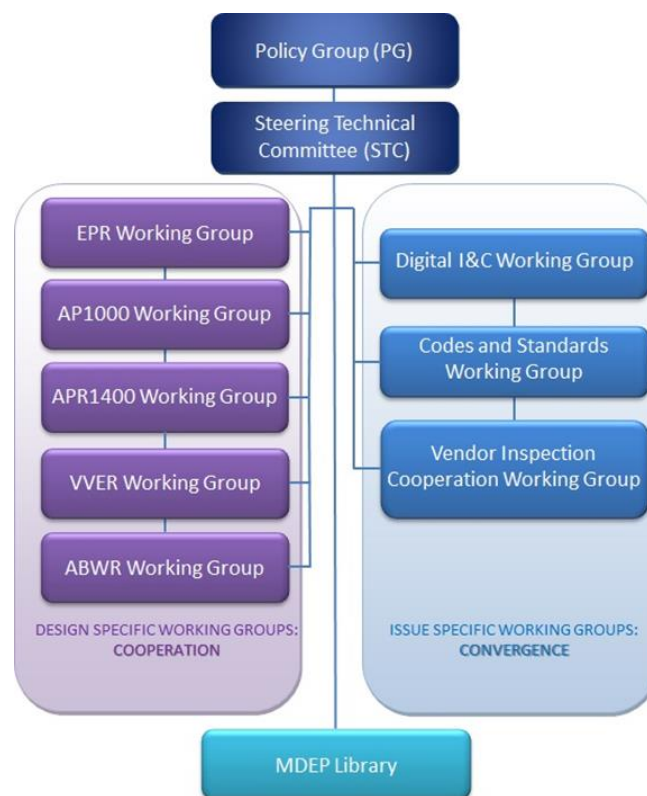 Policy Group (PG)
Steering Technical
Committee (STC)
EPR Working Group
AP1000 Working Group
APR1400 Working Group
VVER Working Group
ABWR Working Group
DESIGN SPECIFIC WORKING GROUPS:
COOPERATION
Digital I&C Working Group
Codes and Standards
Working Group
Vendor Inspection
Cooperation Working Group
ISSUE SPECIFIC WORKING GROUPS:
CONVERGENCE
MDEP Library